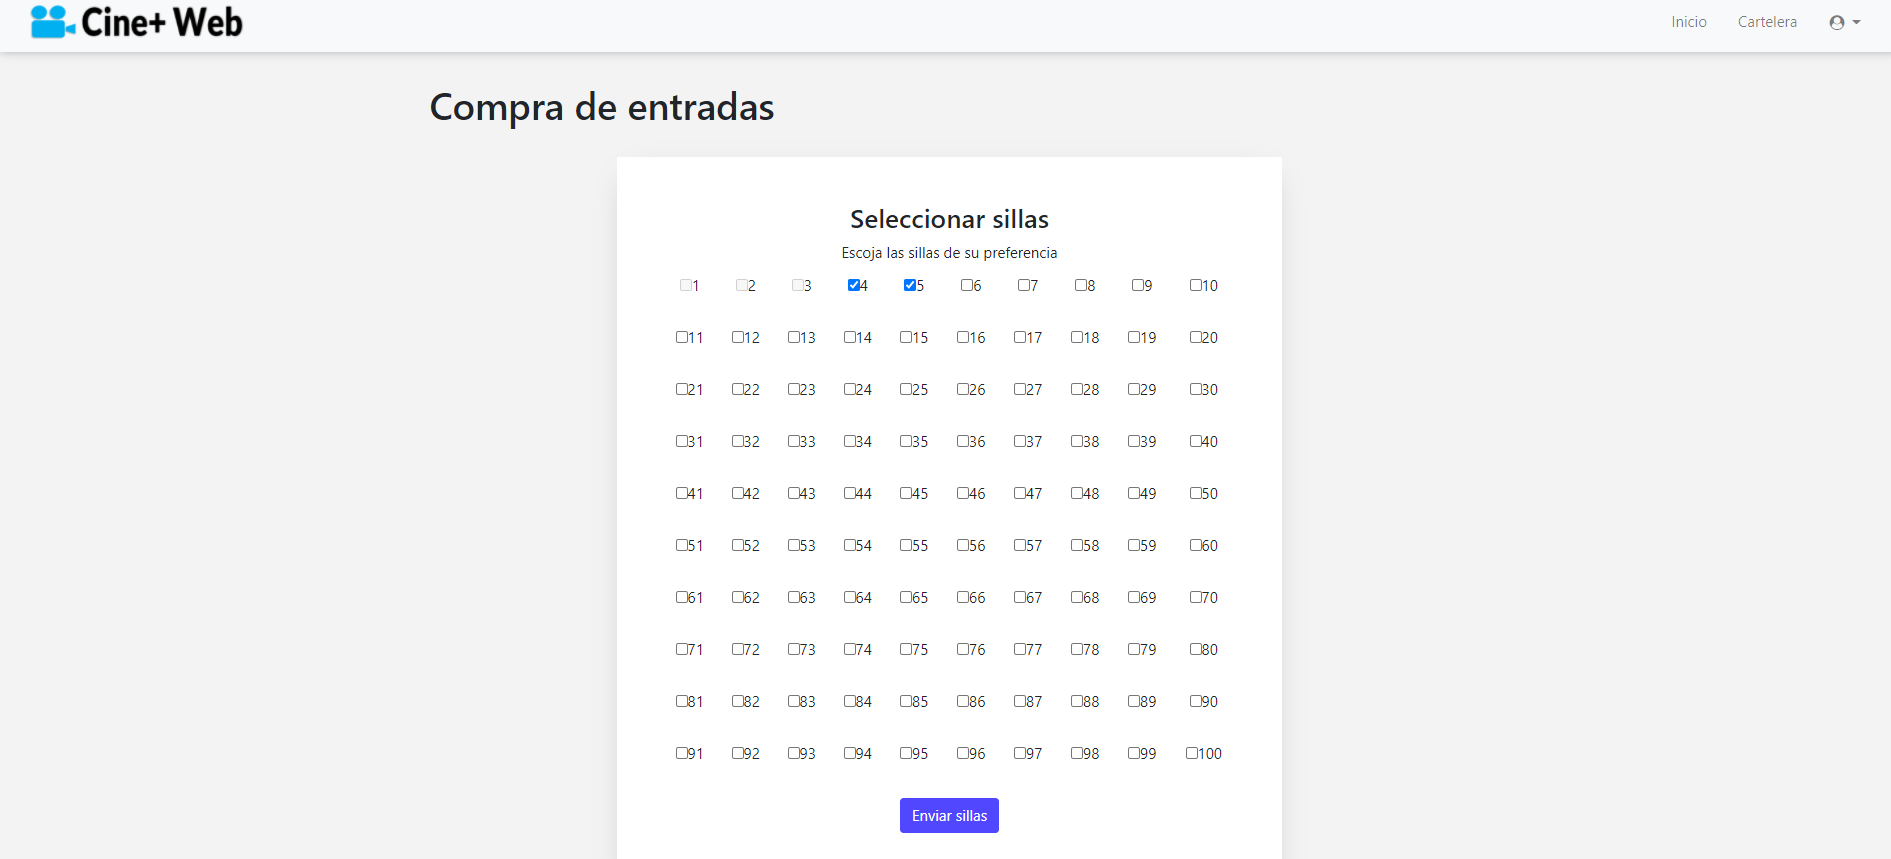 Cine+ Web
Inicio Cartelera
Compra de entradas
Seleccionar sillas
Escoja las sillas de su preferencia
1 2 3 4 5 6 7 8 9 10
11 12 13 14 15 16 17 18 19 20
21 22 23 24 25 26 27 28 29 30
31 32 33 34 35 36 37 38 39 40
41 42 43 44 45 46 47 48 49 50
51 52 53 54 55 56 57 58 59 60
61 62 63 64 65 66 67 68 69 70
71 72 73 74 75 76 77 78 79 80
81 82 83 84 85 86 87 88 89 90
91 92 93 94 95 96 97 98 99 100
Enviar sillas